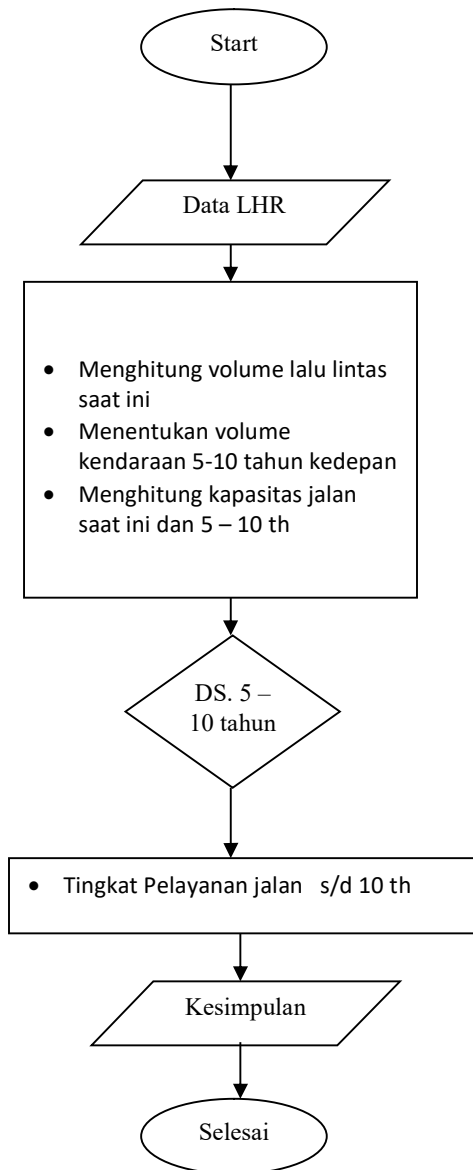 Start
Data LHR
• Menghitung volume lalu lintas
saat ini
• Menentukan volume
kendaraan 5-10 tahun kedepan
• Menghitung kapasitas jalan
saat ini dan 5 – 10 th
DS. 5 –
10 tahun
• Tingkat Pelayanan jalan s/d 10 th
Kesimpulan
Selesai